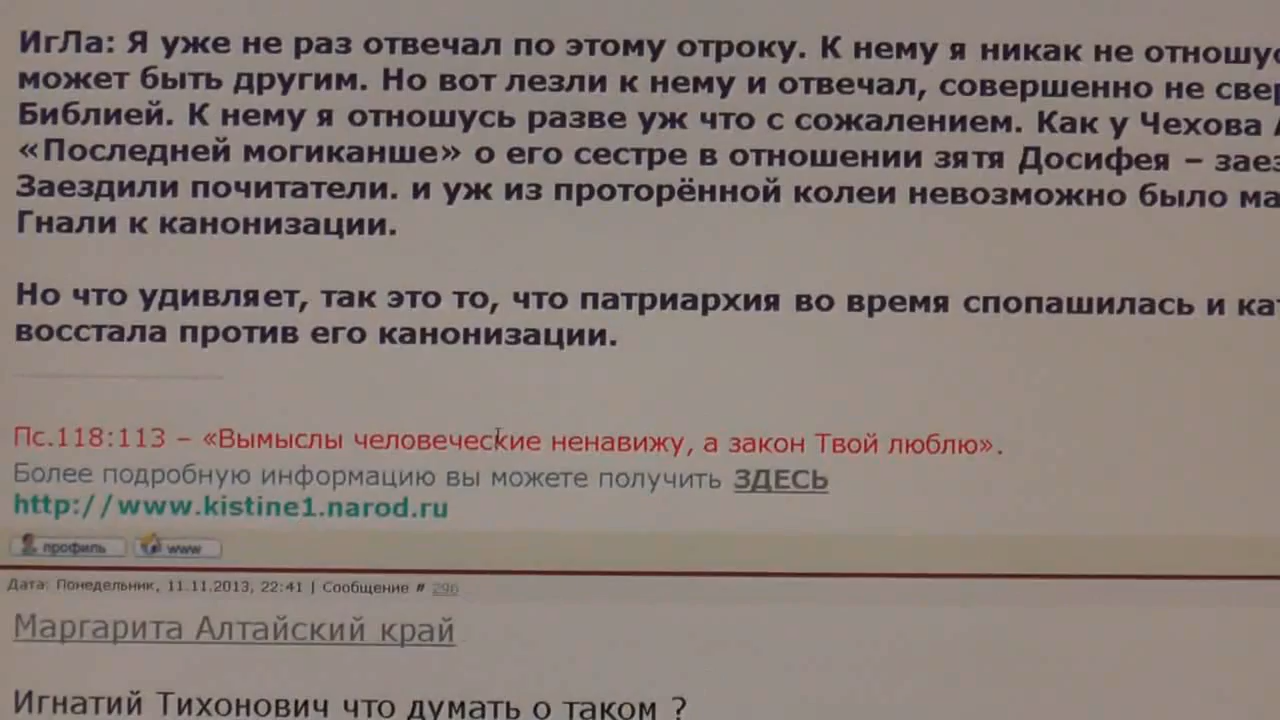 ИгЛа: Я уже не раз отвечал по этому отроку. К нему я никак не отношусь
может быть другим. Но вот лезли к нему и отвечал, совершенно не
Библией. К нему я отношусь разве уж что с сожалением. Как у Чехова
«Последней могиканше» о его сестре в отношении зятя Досифея –
Заездили почитатели. и уж из проторённой колеи невозможно было
Гнали к канонизации.
Но что удивляет, так это то, что патриархия во время спопашилась и
восстала против его канонизации.
Пс.118:113 – «Вымыслы человеческие ненавижу, а закон Твой люблю».
Более подробную информацию вы можете получить ЗДЕСЬ
http://www.kistine1.narod.ru
профиль www
Дата: Понедельник, 11.11.2013, 22:41 | Сообщение # 296
Маргарита Алтайский край
Игнатий Тихонович что думать о таком ?